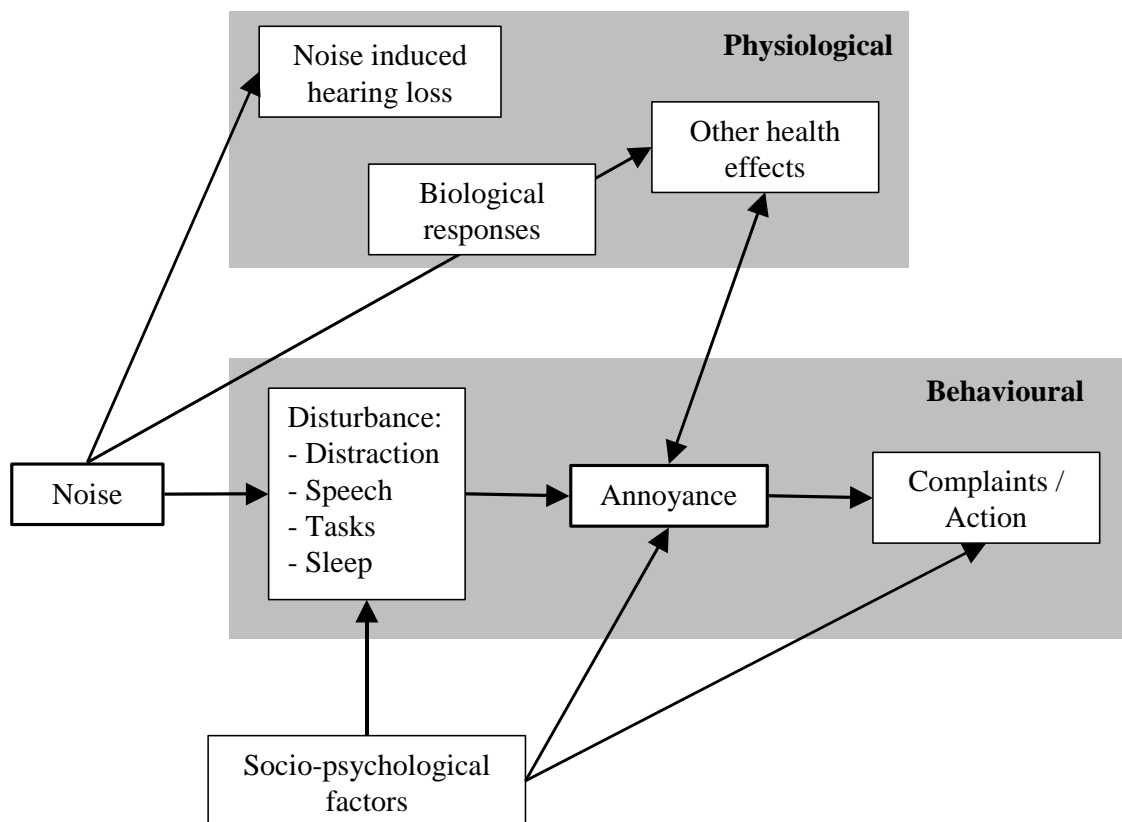 Physiological
Noise induced
hearing loss
Other health
effects
Biological
responses
Behavioural
Disturbance:
- Distraction
- Speech
- Tasks
- Sleep
Noise
Annoyance
Complaints /
Action
Socio-psychological
factors